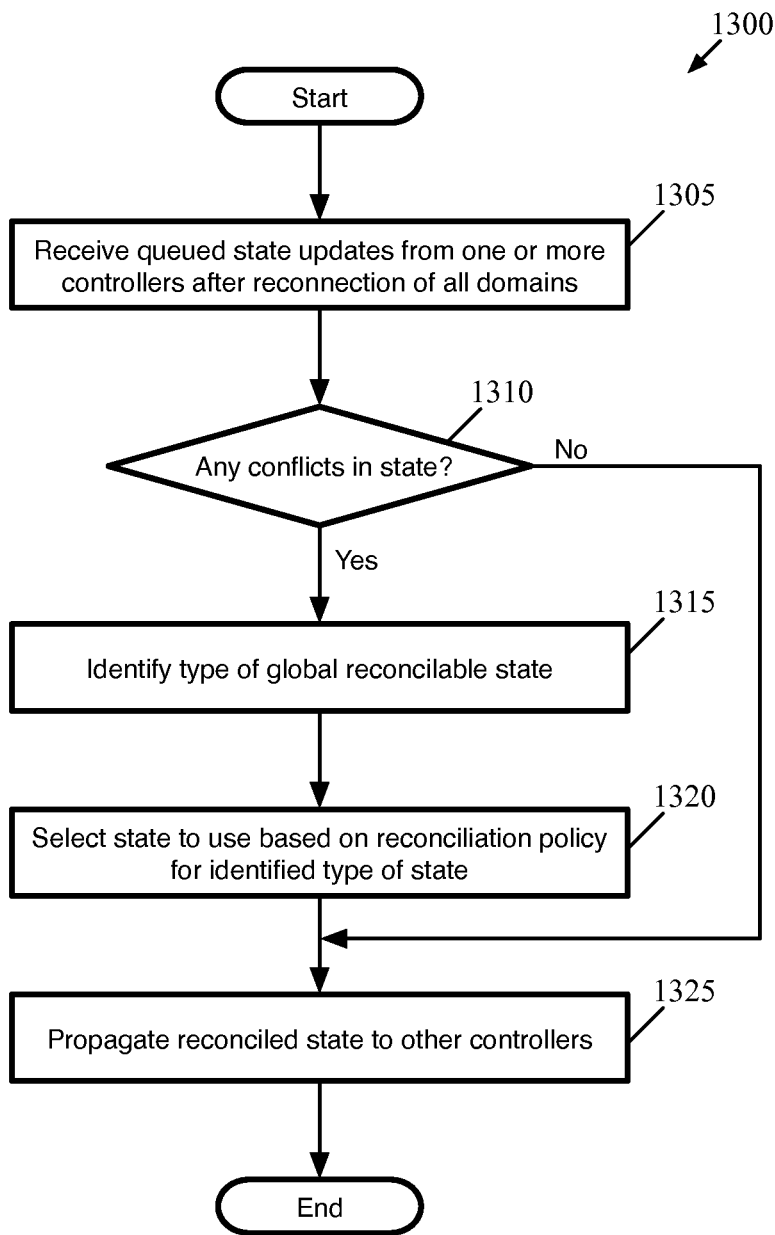 1300
Start
1305
Receive queued state updates from one or more
controllers after reconnection of all domains
1310
Any conflicts in state?
No
Yes
1315
Identify type of global reconcilable state
1320
Select state to use based on reconciliation policy
for identified type of state
1325
Propagate reconciled state to other controllers
End